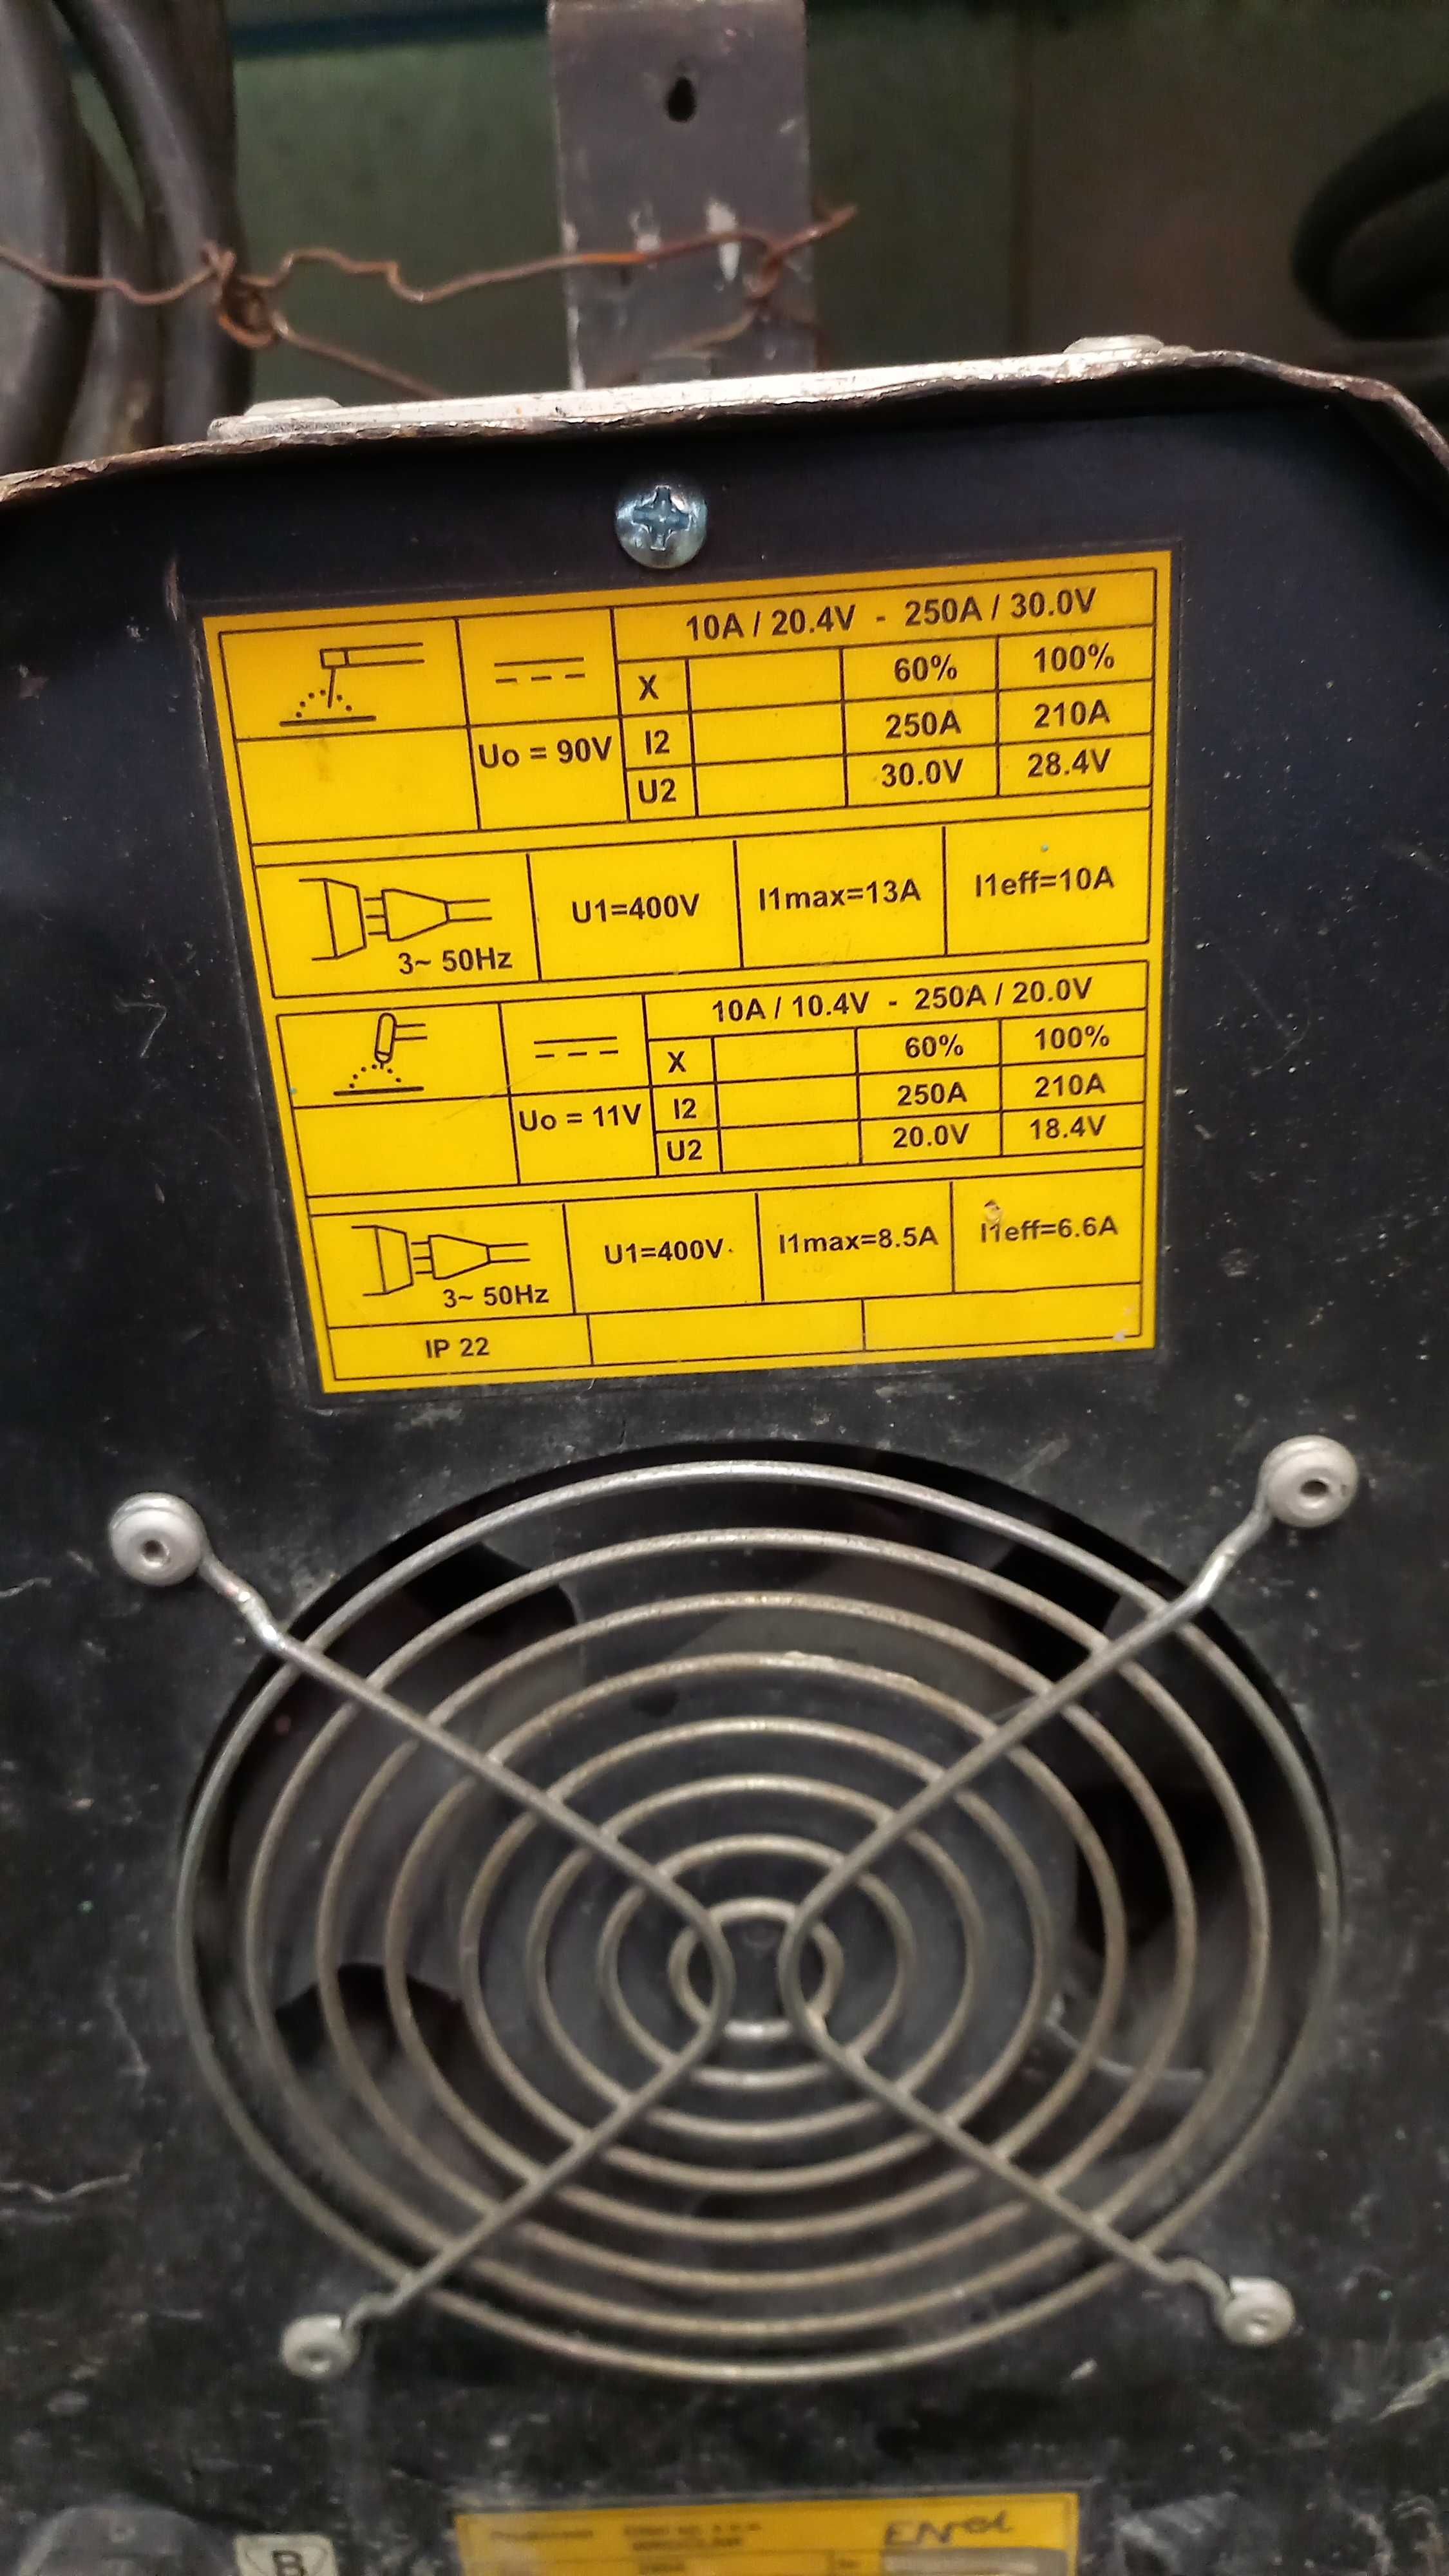 10A / 20.4V - 250A / 30.0V
X 60% 100%
Uo = 90V I2 250A 210A
U2 30.0V 28.4V
3~ 50Hz U1=400V I1max=13A I1eff=10A
10A / 10.4V - 250A / 20.0V
X 60% 100%
Uo = 11V I2 250A 210A
U2 20.0V 18.4V
3~ 50Hz U1=400V I1max=8.5A I1eff=6.6A
IP 22
B